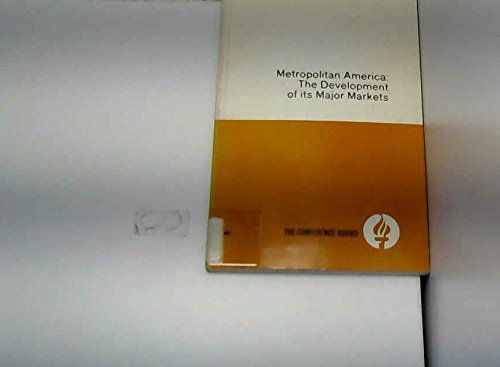 Metropolitan America:
The Development
of its Major Markets
THE CONFERENCE BOARD